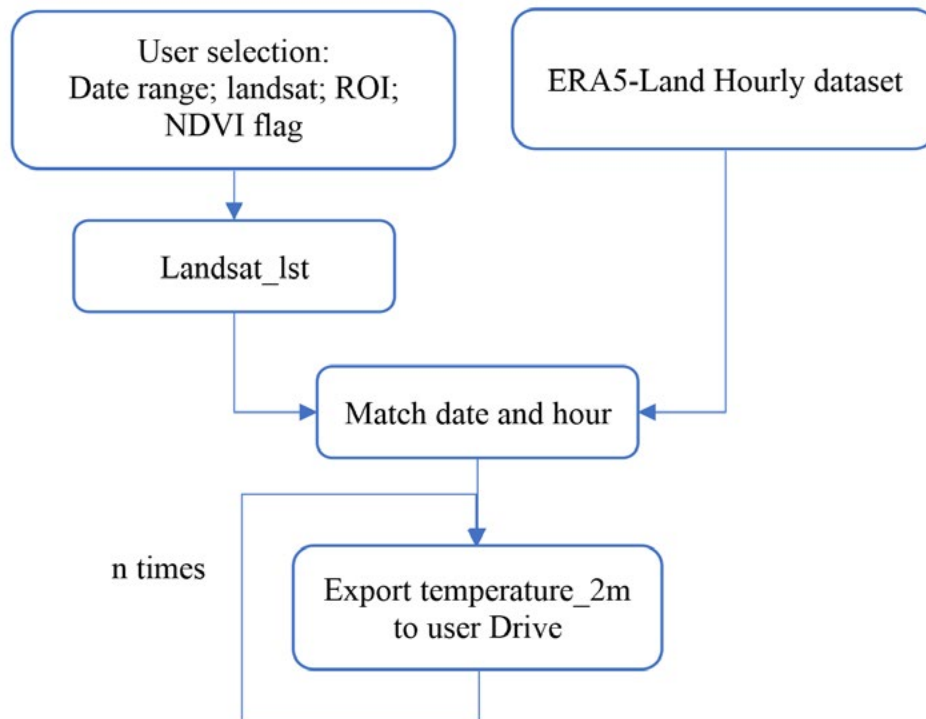 User selection:
Date range; landsat; ROI;
NDVI flag
ERA5-Land Hourly dataset
Landsat_lst
Match date and hour
n times
Export temperature_2m
to user Drive